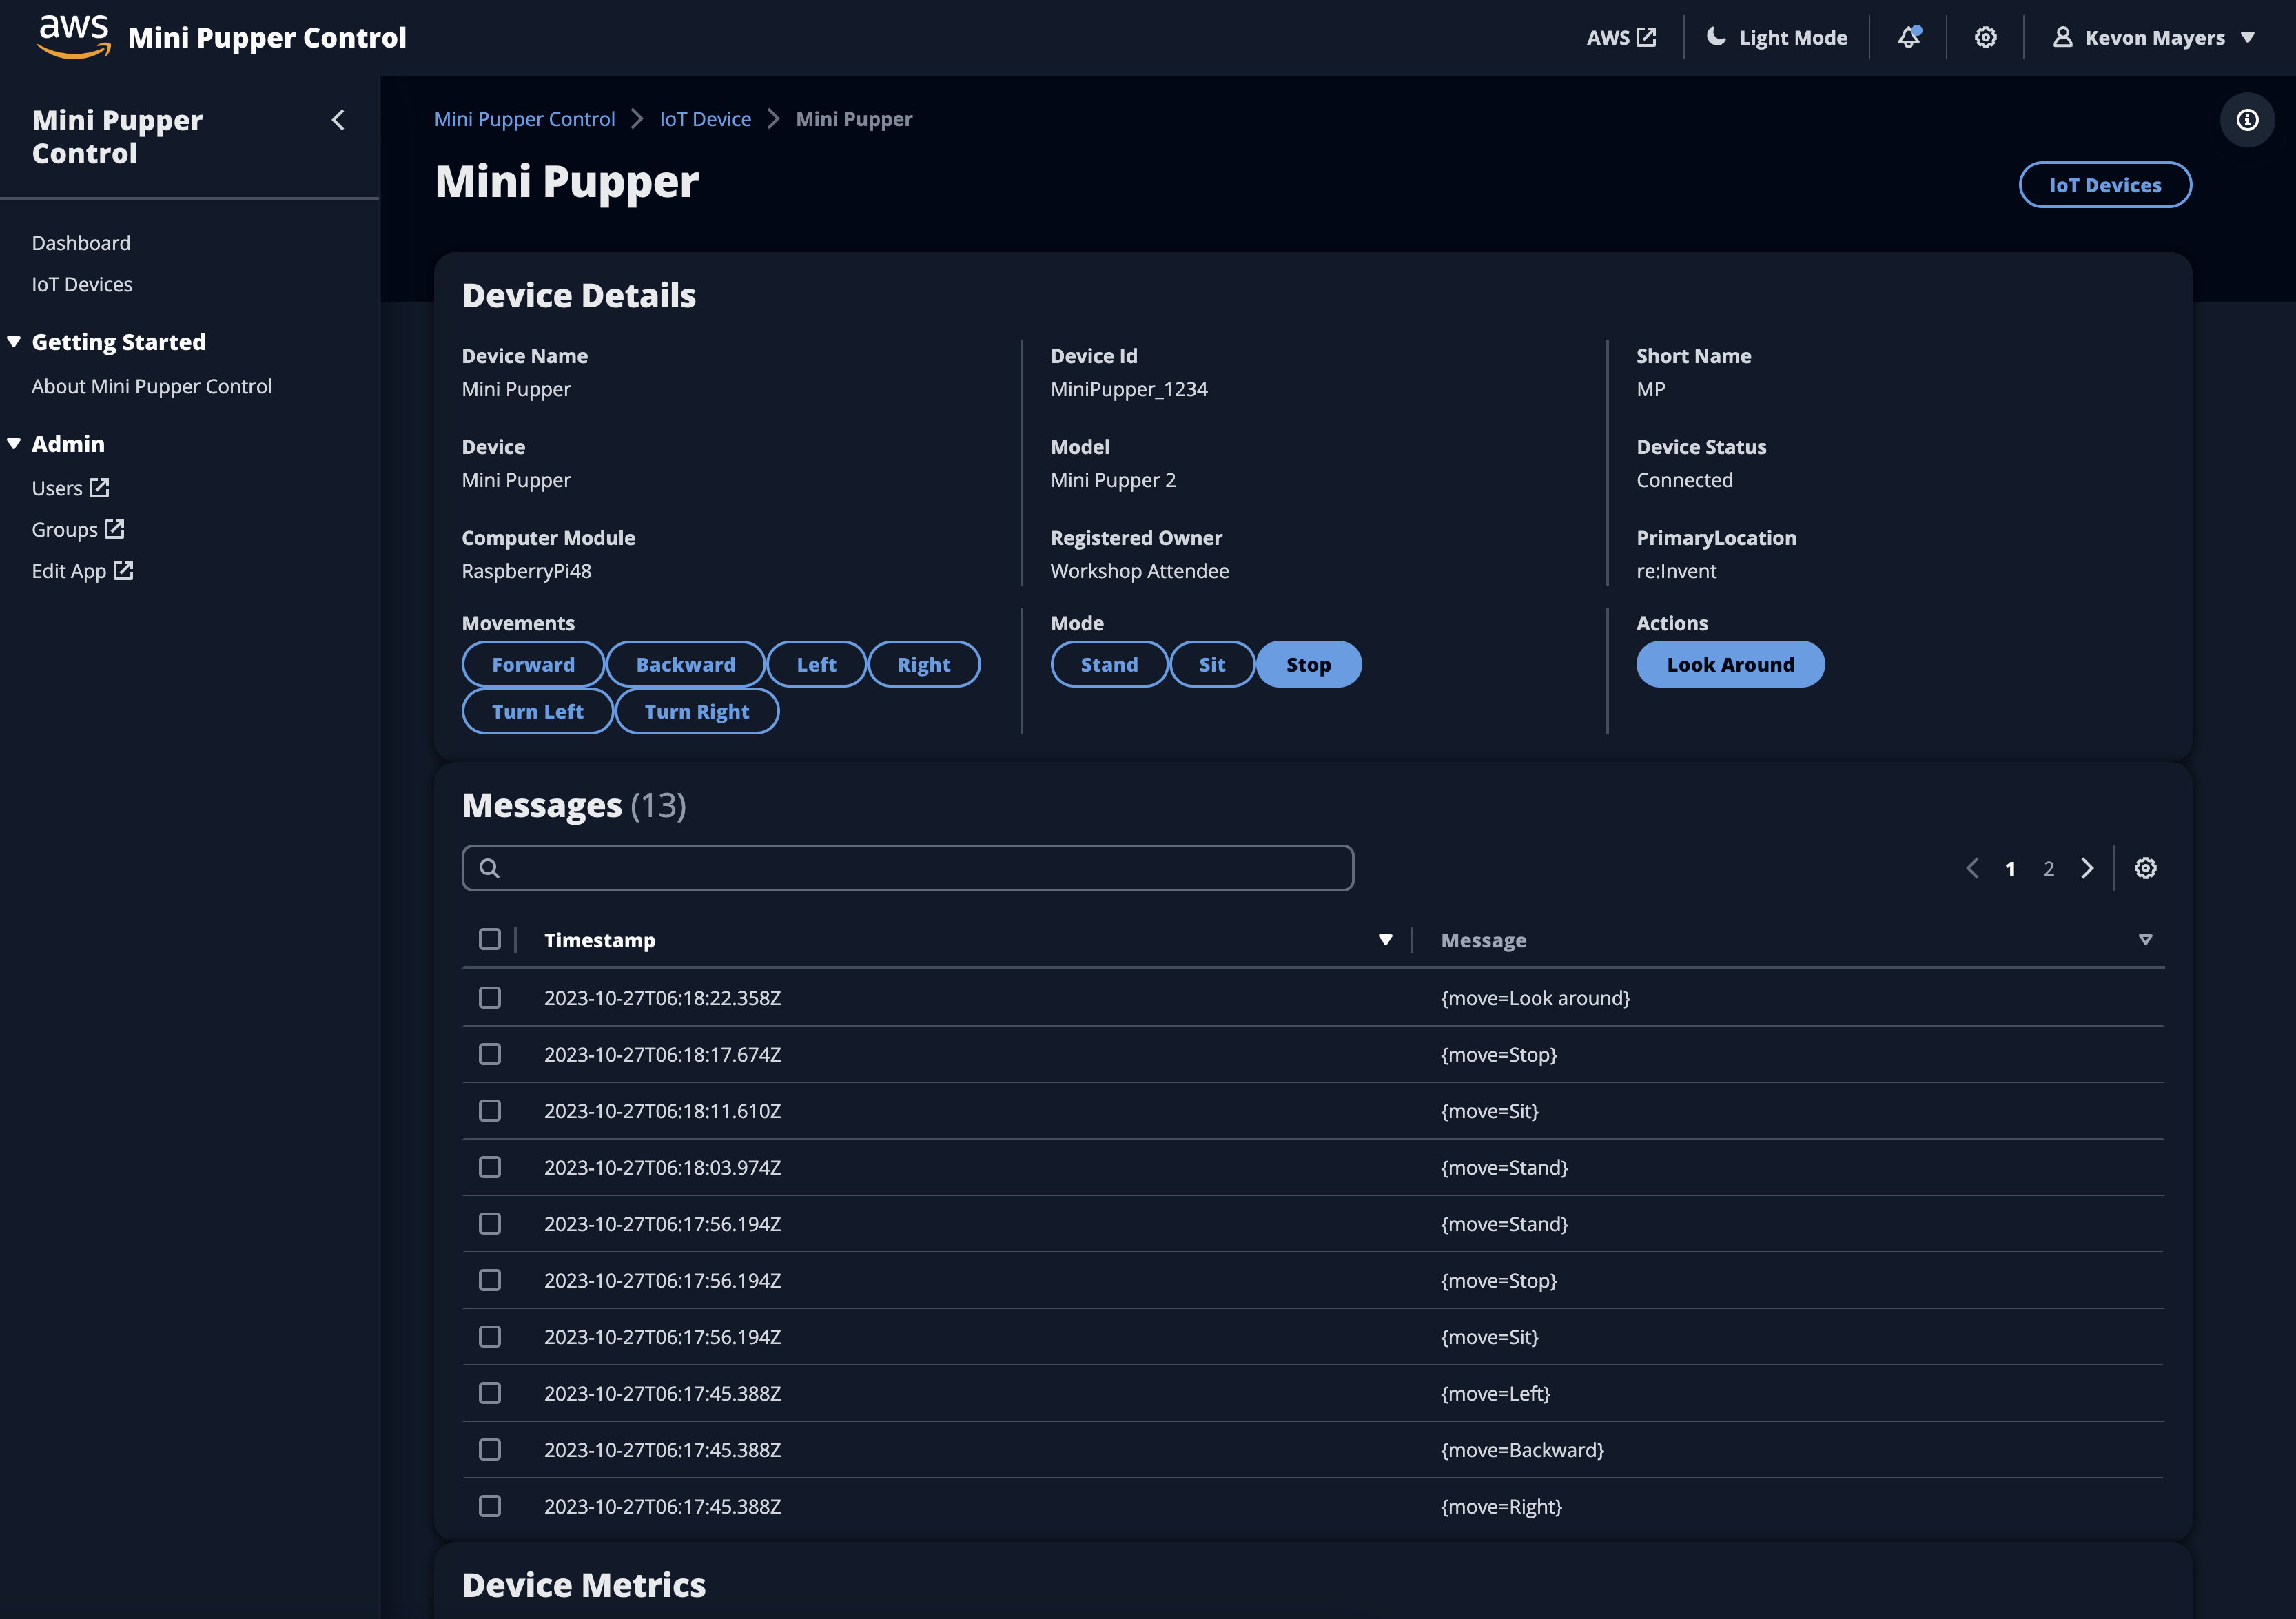 aws Mini Pupper Control
AWS
Light Mode
Kevon Mayers
Mini Pupper
Control
Dashboard
IoT Devices
Getting Started
About Mini Pupper Control
Admin
Users
Groups
Edit App
Mini Pupper Control IoT Device Mini Pupper
Mini Pupper
IoT Devices
Device Details
Device Name
Mini Pupper
Device Id
MiniPupper_1234
Short Name
MP
Device
Mini Pupper
Model
Mini Pupper 2
Device Status
Connected
Computer Module
RaspberryPi48
Registered Owner
Workshop Attendee
PrimaryLocation
re:Invent
Movements
Forward Backward Left Right
Turn Left Turn Right
Mode
Stand Sit Stop
Actions
Look Around
Messages (13)
1 2
Timestamp Message
2023-10-27T06:18:22.358Z {move=Look around}
2023-10-27T06:18:17.674Z {move=Stop}
2023-10-27T06:18:11.610Z {move=Sit}
2023-10-27T06:18:03.974Z {move=Stand}
2023-10-27T06:17:56.194Z {move=Stand}
2023-10-27T06:17:56.194Z {move=Stop}
2023-10-27T06:17:56.194Z {move=Sit}
2023-10-27T06:17:45.388Z {move=Left}
2023-10-27T06:17:45.388Z {move=Backward}
2023-10-27T06:17:45.388Z {move=Right}
Device Metrics